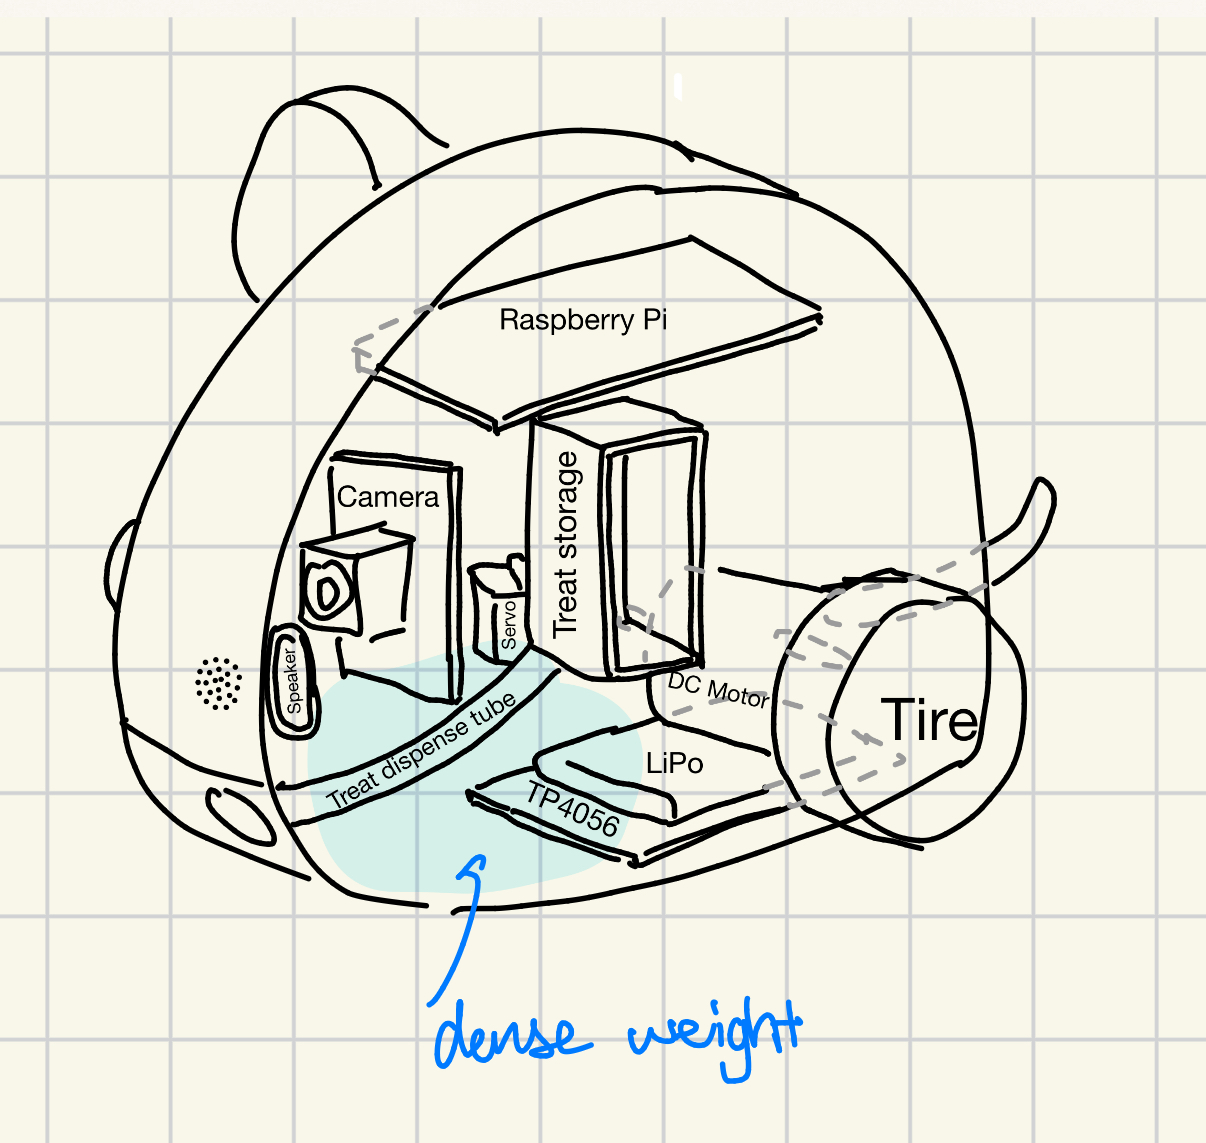 Raspberry Pi
Camera
Treat storage
Servo
Speaker
DC Motor
Tire
Treat dispense tube
LiPo
TP4056
dense weight